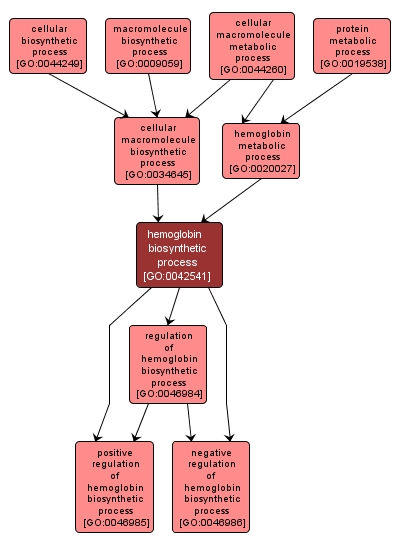 cellular
biosynthetic
process
[GO:0044249]
macromolecule
biosynthetic
process
[GO:0009059]
cellular
macromolecule
metabolic
process
[GO:0044260]
protein
metabolic
process
[GO:0019538]
cellular
macromolecule
biosynthetic
process
[GO:0034645]
hemoglobin
metabolic
process
[GO:0020027]
hemoglobin
biosynthetic
process
[GO:0042541]
regulation
of
hemoglobin
biosynthetic
process
[GO:0046984]
positive
regulation
of
hemoglobin
biosynthetic
process
[GO:0046985]
negative
regulation
of
hemoglobin
biosynthetic
process
[GO:0046986]